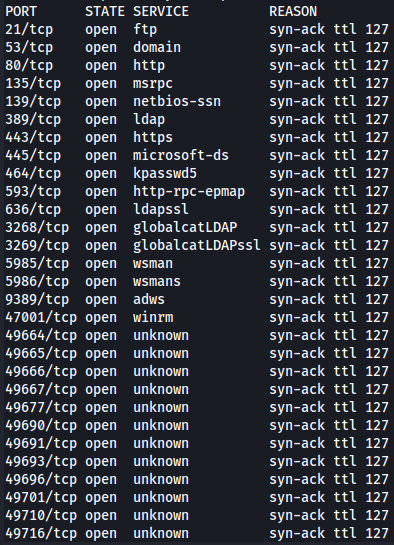 PORT STATE SERVICE REASON
21/tcp open ftp syn-ack ttl 127
53/tcp open domain syn-ack ttl 127
80/tcp open http syn-ack ttl 127
135/tcp open msrpc syn-ack ttl 127
139/tcp open netbios-ssn syn-ack ttl 127
389/tcp open ldap syn-ack ttl 127
443/tcp open https syn-ack ttl 127
445/tcp open microsoft-ds syn-ack ttl 127
464/tcp open kpasswd5 syn-ack ttl 127
593/tcp open http-rpc-epmap syn-ack ttl 127
636/tcp open ldapssl syn-ack ttl 127
3268/tcp open globalcatLDAP syn-ack ttl 127
3269/tcp open globalcatLDAPssl syn-ack ttl 127
5985/tcp open wsman syn-ack ttl 127
5986/tcp open wsmans syn-ack ttl 127
9389/tcp open adws syn-ack ttl 127
47001/tcp open winrm syn-ack ttl 127
49664/tcp open unknown syn-ack ttl 127
49665/tcp open unknown syn-ack ttl 127
49666/tcp open unknown syn-ack ttl 127
49667/tcp open unknown syn-ack ttl 127
49677/tcp open unknown syn-ack ttl 127
49690/tcp open unknown syn-ack ttl 127
49691/tcp open unknown syn-ack ttl 127
49693/tcp open unknown syn-ack ttl 127
49696/tcp open unknown syn-ack ttl 127
49701/tcp open unknown syn-ack ttl 127
49710/tcp open unknown syn-ack ttl 127
49716/tcp open unknown syn-ack ttl 127